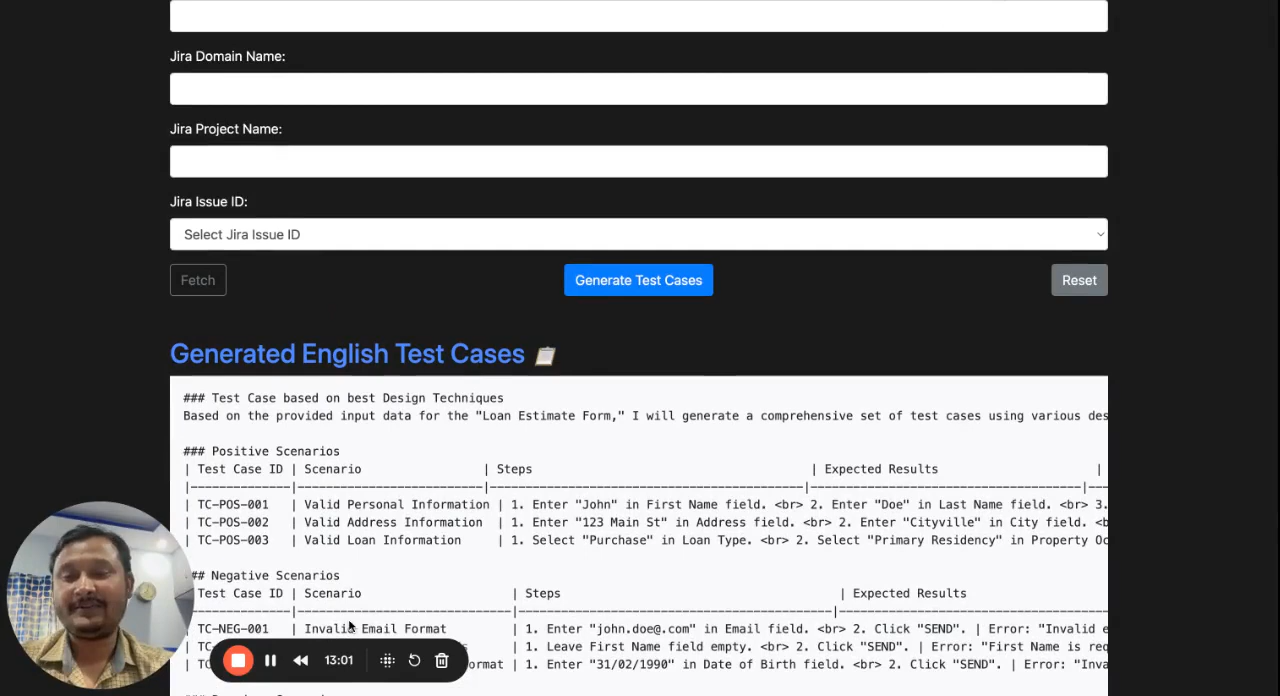 Jira Domain Name:
Jira Project Name:
Jira Issue ID:
Select Jira Issue ID
Fetch Generate Test Cases Reset
Generated English Test Cases
### Test Case based on best Design Techniques
Based on the provided input data for the "Loan Estimate Form," I will generate a comprehensive set of test cases using various des
### Positive Scenarios
| Test Case ID | Scenario | Steps | Expected Results |
|--------------|--------------------------|--------------------------------------------|--------------------------------------|--
| TC-POS-001 | Valid Personal Information | 1. Enter "John" in First Name field. <br> 2. Enter "Doe" in Last Name field. <br> 3.
| TC-POS-002 | Valid Address Information | 1. Enter "123 Main St" in Address field. <br> 2. Enter "Cityville" in City field. <b
| TC-POS-003 | Valid Loan Information | 1. Select "Purchase" in Loan Type. <br> 2. Select "Primary Residency" in Property Oc
## Negative Scenarios
Test Case ID | Scenario | Steps | Expected Results
-------------|------------------------------|--------------------------------------------|--------------------------------------
TC-NEG-001 | Invalid Email Format | 1. Enter "john.doe@.com" in Email field. <br> 2. Click "SEND". | Error: "Invalid e
| 1. Leave First Name field empty. <br> 2. Click "SEND". | Error: "First Name is req
ormat | 1. Enter "31/02/1990" in Date of Birth field. <br> 2. Click "SEND". | Error: "Inva
13:01